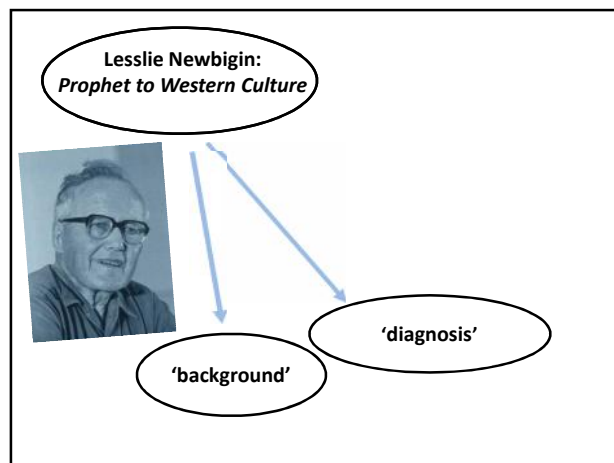 Lesslie Newbigin:
Prophet to Western Culture
‘diagnosis’
‘background’